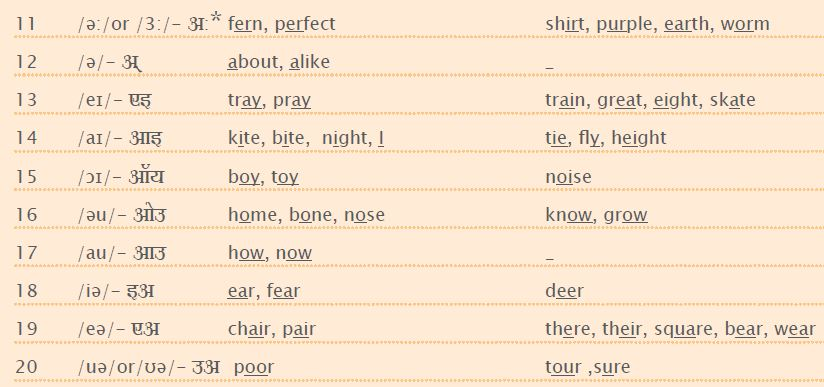 11 /ə:/or /3:/- अः* fern, perfect shirt, purple, earth, worm
12 /ə/- अ् about, alike _
13 /eɪ/- एइ tray, pray train, great, eight, skate
14 /aɪ/- आइ kite, bite, night, I tie, fly, height
15 /ɔɪ/- ऑय boy, toy noise
16 /əu/- ओउ home, bone, nose know, grow
17 /au/- आउ how, now _
18 /iə/- इअ ear, fear deer
19 /eə/- एअ chair, pair there, their, square, bear, wear
20 /uə/or/ʊə/- उअ poor tour ,sure